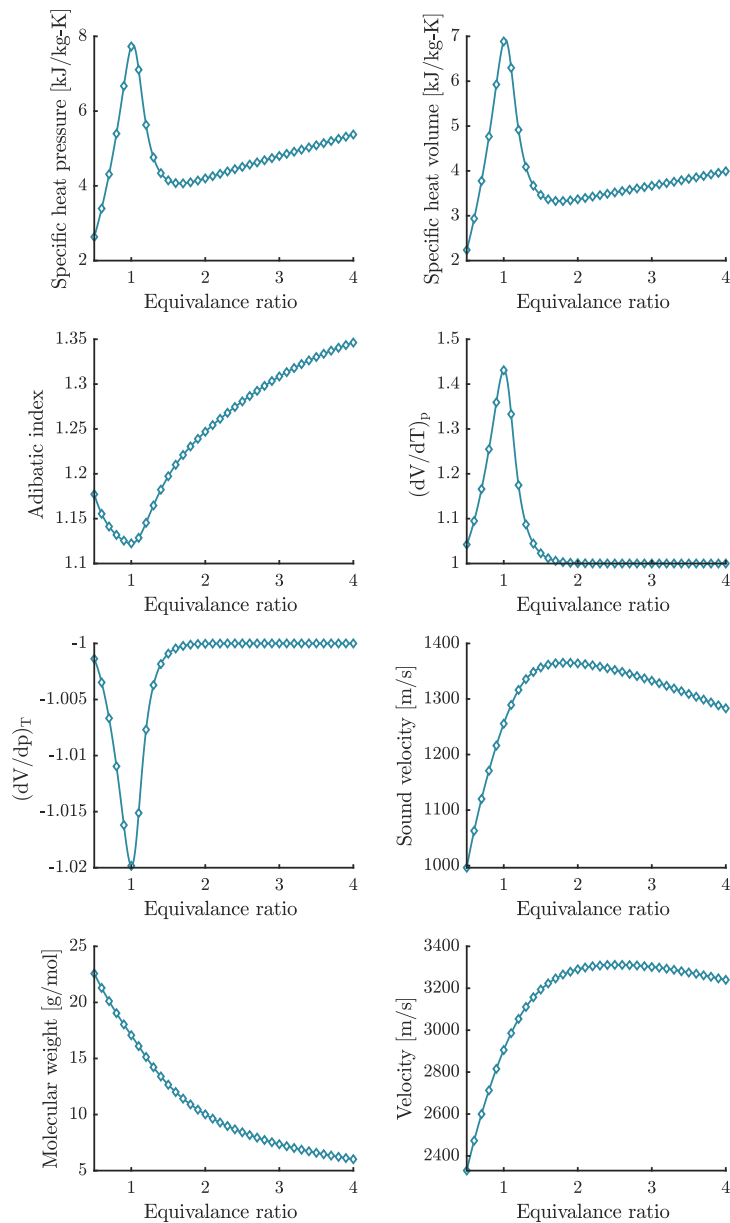 Specific heat pressure [kJ/kg-K]
8
6
4
2
1 2 3 4
Equivalance ratio
Specific heat volume [kJ/kg-K]
7
6
5
4
3
2
1 2 3 4
Equivalance ratio
Adibatic index
1.35
1.3
1.25
1.2
1.15
1.1
1 2 3 4
Equivalance ratio
(dV/dT)p
1.5
1.4
1.3
1.2
1.1
1
1 2 3 4
Equivalance ratio
(dV/dp)T
-1
-1.005
-1.01
-1.015
-1.02
1 2 3 4
Equivalance ratio
Sound velocity [m/s]
1400
1300
1200
1100
1000
1 2 3 4
Equivalance ratio
Molecular weight [g/mol]
25
20
15
10
5
1 2 3 4
Equivalance ratio
Velocity [m/s]
3400
3200
3000
2800
2600
2400
1 2 3 4
Equivalance ratio